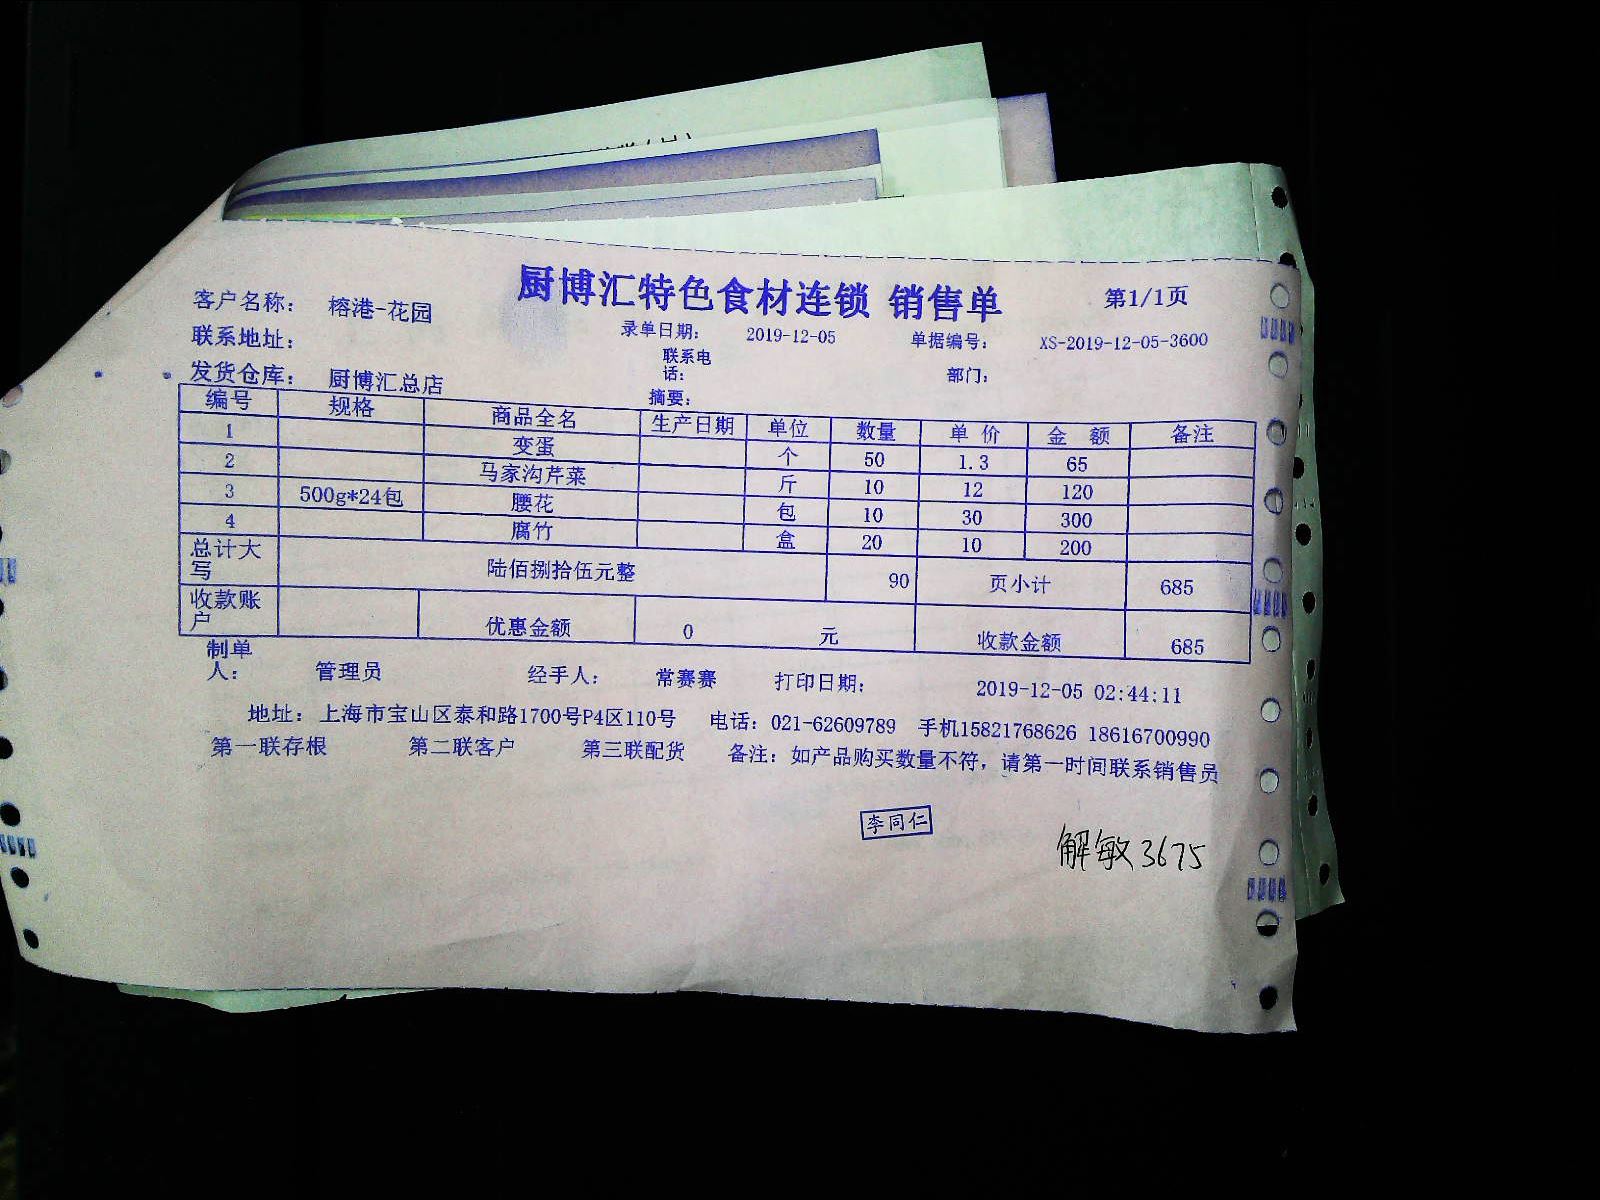 厨博汇特色食材连锁 销售单 第1/1页
客户名称： 榕港-花园 录单日期： 2019-12-05 单据编号： XS-2019-12-05-3600
联系地址： 联系电话： 部门：
发货仓库： 厨博汇总店 摘要：
编号 规格 商品全名 生产日期 单位 数量 单 价 金 额 备注
1 变蛋 个 50 1.3 65
2 马家沟芹菜 斤 10 12 120
3 500g*24包 腰花 包 10 30 300
4 腐竹 盒 20 10 200
总计大写 陆佰捌拾伍元整 90 页小计 685
收款账户 优惠金额 0 元 收款金额 685
制单人： 管理员 经手人： 常赛赛 打印日期： 2019-12-05 02:44:11
地址：上海市宝山区泰和路1700号P4区110号 电话：021-62609789 手机15821768626 18616700990
第一联存根 第二联客户 第三联配货 备注：如产品购买数量不符，请第一时间联系销售员
李同仁
解敏3675